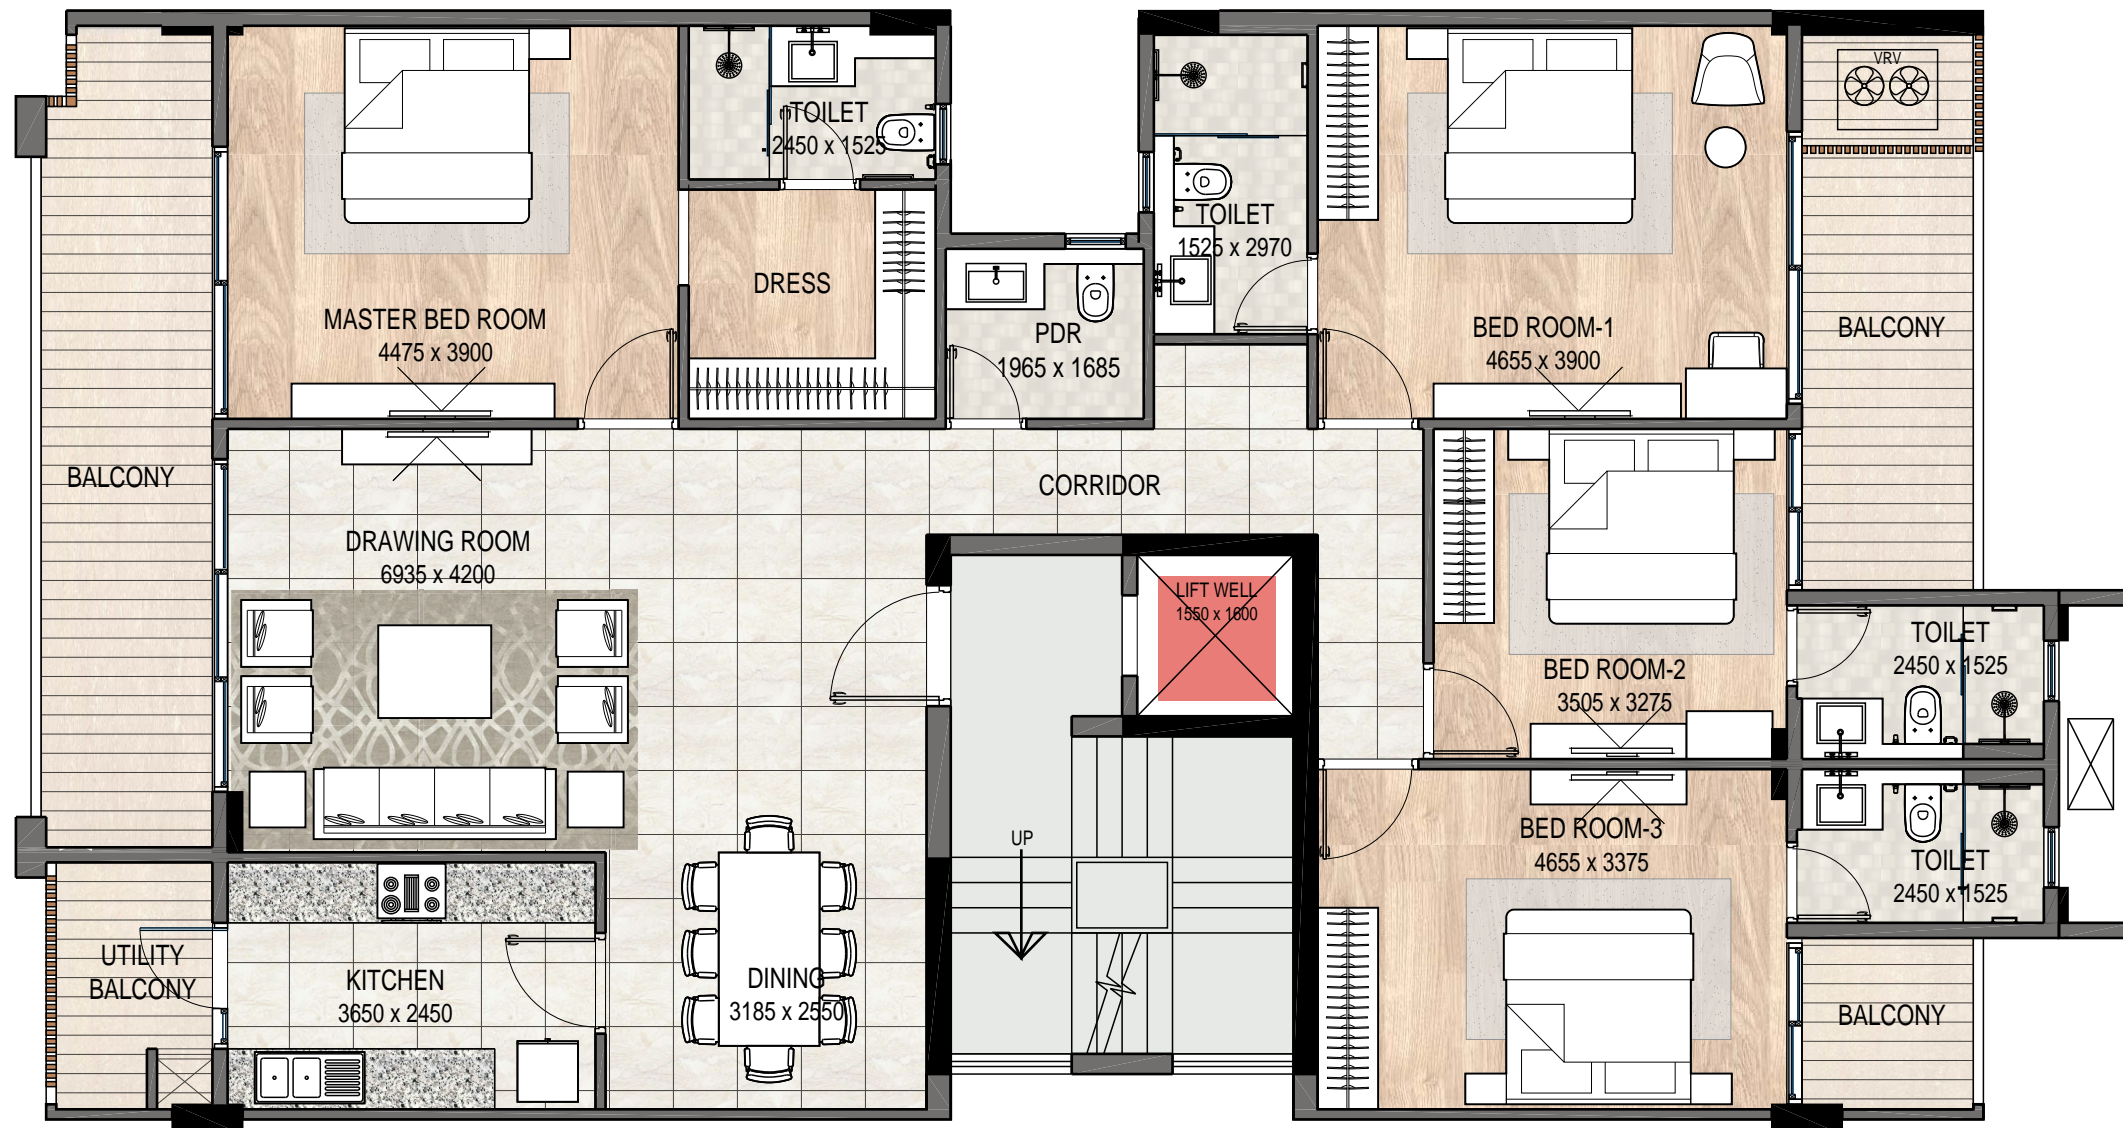 VRV
TOILET
2450 x 1525
TOILET
1525 x 2970
DRESS
MASTER BED ROOM
4475 x 3900
PDR
1965 x 1685
BED ROOM-1
4655 x 3900
BALCONY
BALCONY
CORRIDOR
DRAWING ROOM
6935 x 4200
LIFT WELL
1550 x 1600
BED ROOM-2
3505 x 3275
TOILET
2450 x 1525
UP
BED ROOM-3
4655 x 3375
TOILET
2450 x 1525
UTILITY
BALCONY
KITCHEN
3650 x 2450
DINING
3185 x 2550
BALCONY